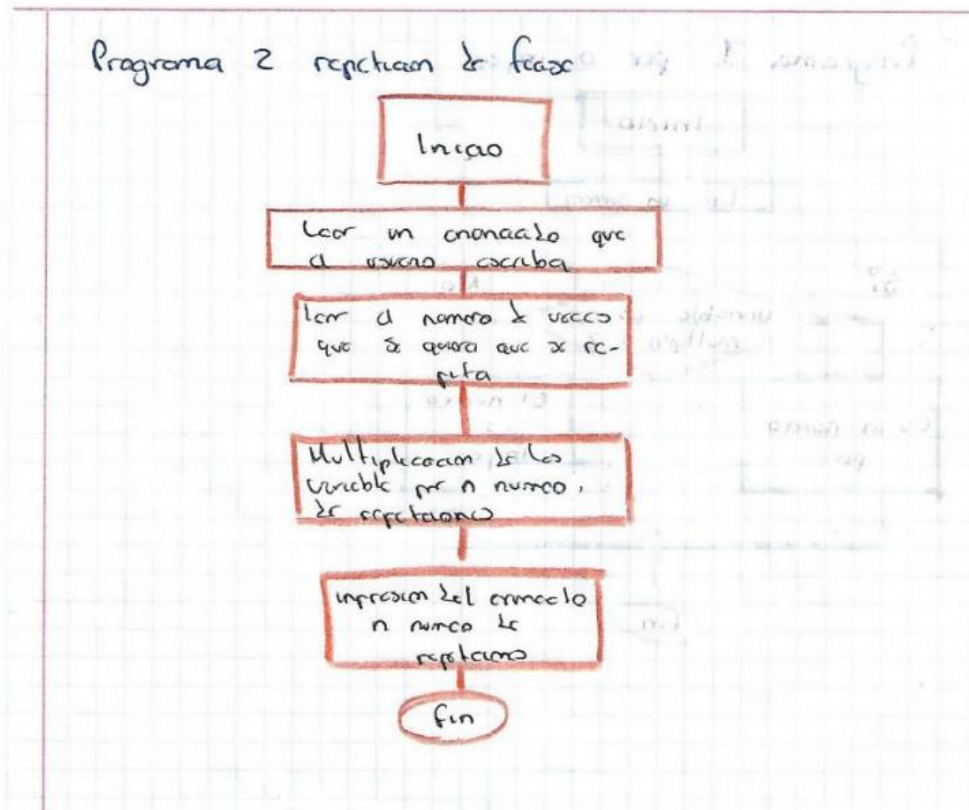 Programa 2 repeticion de frase
Inicio
Leer un enunciado que
el usuario escriba
leer el numero de veces
que se quiera que se re-
pita
Multiplicacion de las
variable por n numero,
de repeticiones
impresion del enunciado
n numero de
repeticiones
fin